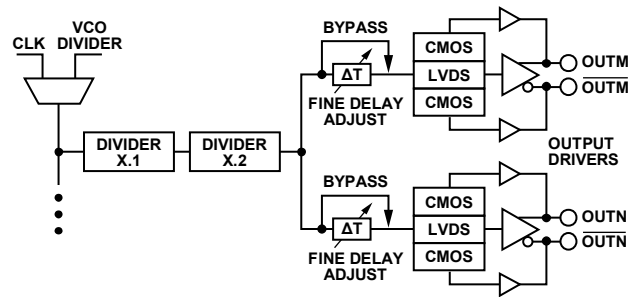 CLK
VCO
DIVIDER
DIVIDER
X.1
DIVIDER
X.2
BYPASS
ΔT
FINE DELAY
ADJUST
CMOS
LVDS
CMOS
OUTM
OUTM
OUTPUT
DRIVERS
BYPASS
ΔT
FINE DELAY
ADJUST
CMOS
LVDS
CMOS
OUTN
OUTN